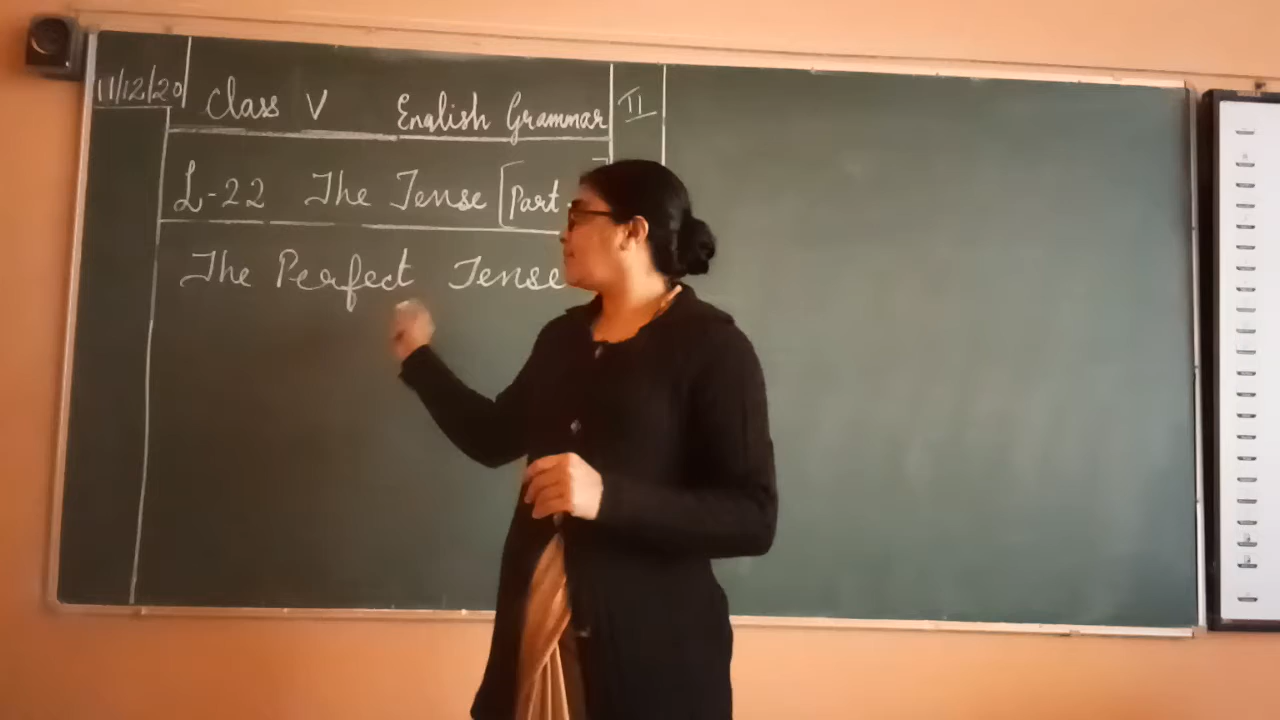 11/12/20 Class V English Grammar II
L-22 The Tense [Part
The Perfect Tense